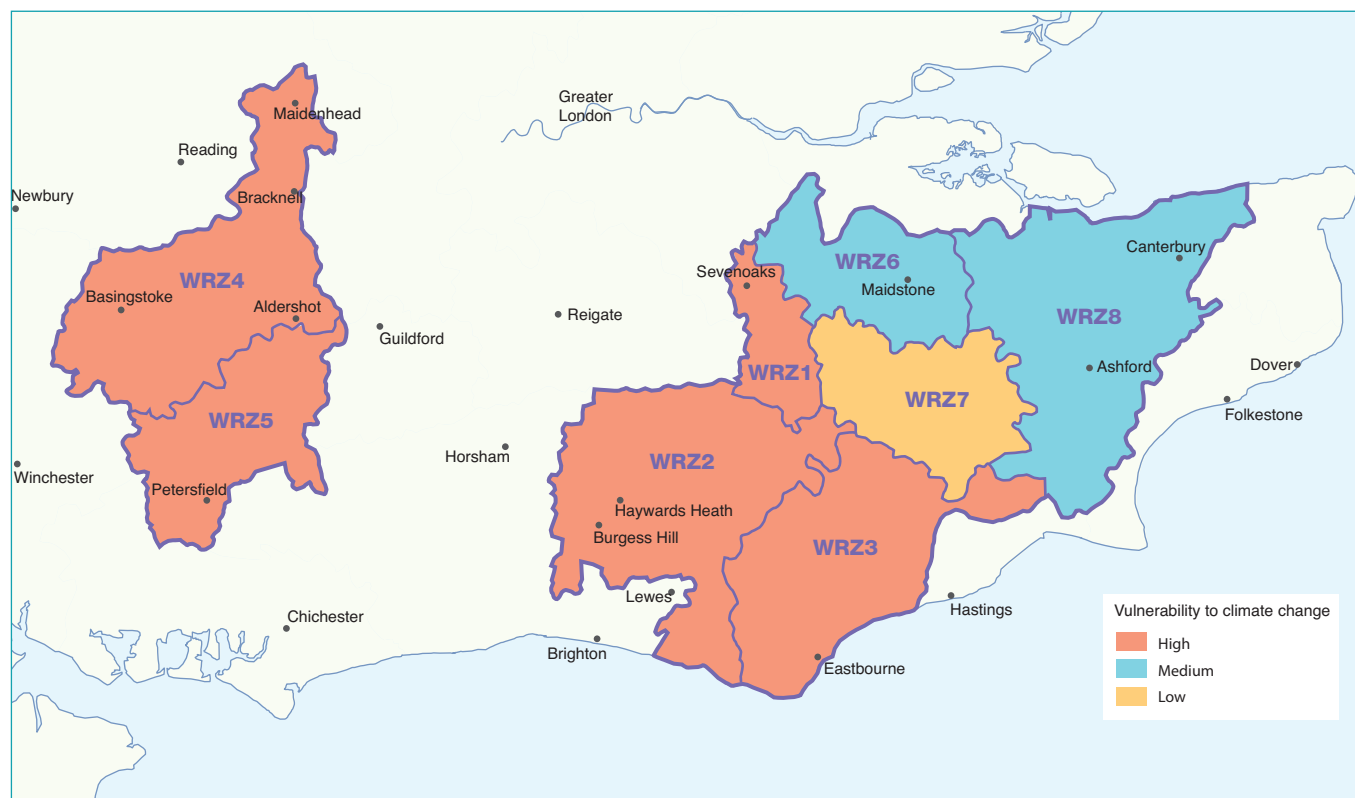 Greater
London
Maidenhead
Reading
Newbury
Bracknell
Canterbury
WRZ6
Sevenoaks
WRZ4
Maidstone
Basingstoke
Aldershot
Reigate
WRZ8
Guildford
Dover
Ashford
WRZ1
WRZ7
Folkestone
WRZ5
Horsham
WRZ2
Winchester
Petersfield
Haywards Heath
Burgess Hill
WRZ3
Lewes
Hastings
Chichester
Brighton
Eastbourne
Vulnerability to climate change
High
Medium
Low